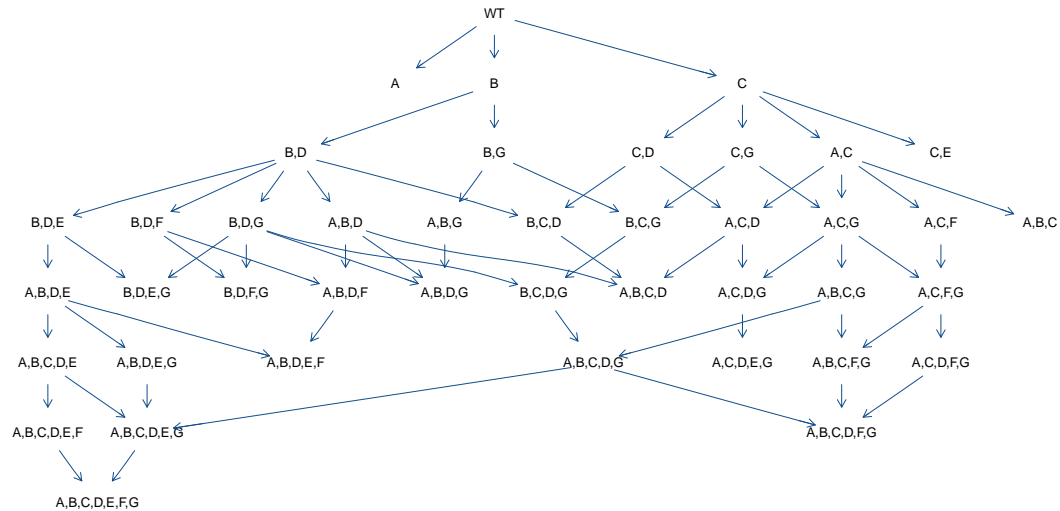 WT
A B C
B,D B,G C,D C,G A,C C,E
B,D,E B,D,F B,D,G A,B,D A,B,G B,C,D B,C,G A,C,D A,C,G A,C,F A,B,C
A,B,D,E B,D,E,G B,D,F,G A,B,D,F A,B,D,G B,C,D,G A,B,C,D A,C,D,G A,B,C,G A,C,F,G
A,B,C,D,E A,B,D,E,G A,B,D,E,F A,B,C,D,G A,C,D,E,G A,B,C,F,G A,C,D,F,G
A,B,C,D,E,F A,B,C,D,E,G A,B,C,D,F,G
A,B,C,D,E,F,G